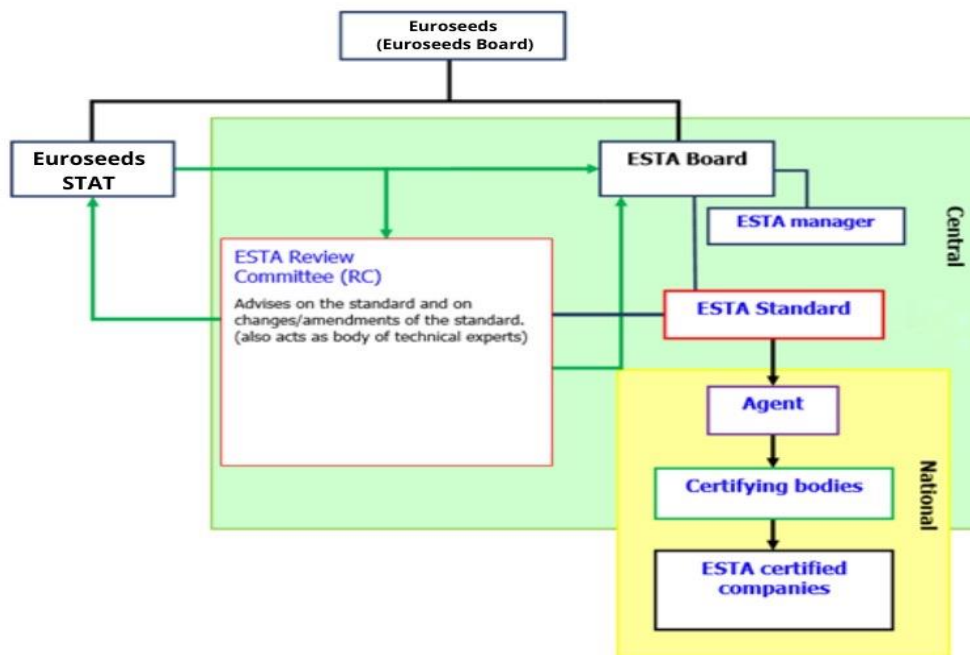 Euroseeds
(Euroseeds Board)
Euroseeds
STAT
ESTA Board
ESTA manager
Central
ESTA Review
Committee (RC)
Advises on the standard and on
changes/amendments of the standard.
(also acts as body of technical experts)
ESTA Standard
Agent
Certifying bodies
National
ESTA certified
companies